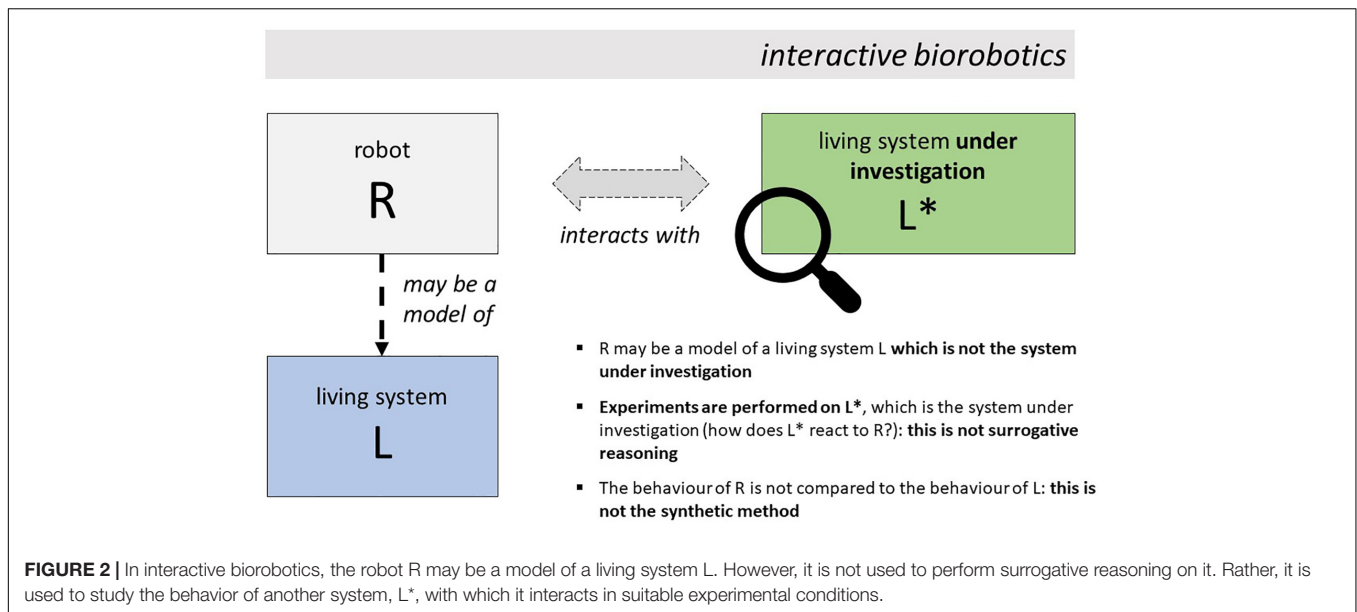 interactive biorobotics
robot
R
interacts with
living system under
investigation
L*
may be a
model of
living system
L
▪ R may be a model of a living system L which is not the system
under investigation
▪ Experiments are performed on L*, which is the system under
investigation (how does L* react to R?): this is not surrogative
reasoning
▪ The behaviour of R is not compared to the behaviour of L: this is
not the synthetic method
FIGURE 2 | In interactive biorobotics, the robot R may be a model of a living system L. However, it is not used to perform surrogative reasoning on it. Rather, it is
used to study the behavior of another system, L*, with which it interacts in suitable experimental conditions.